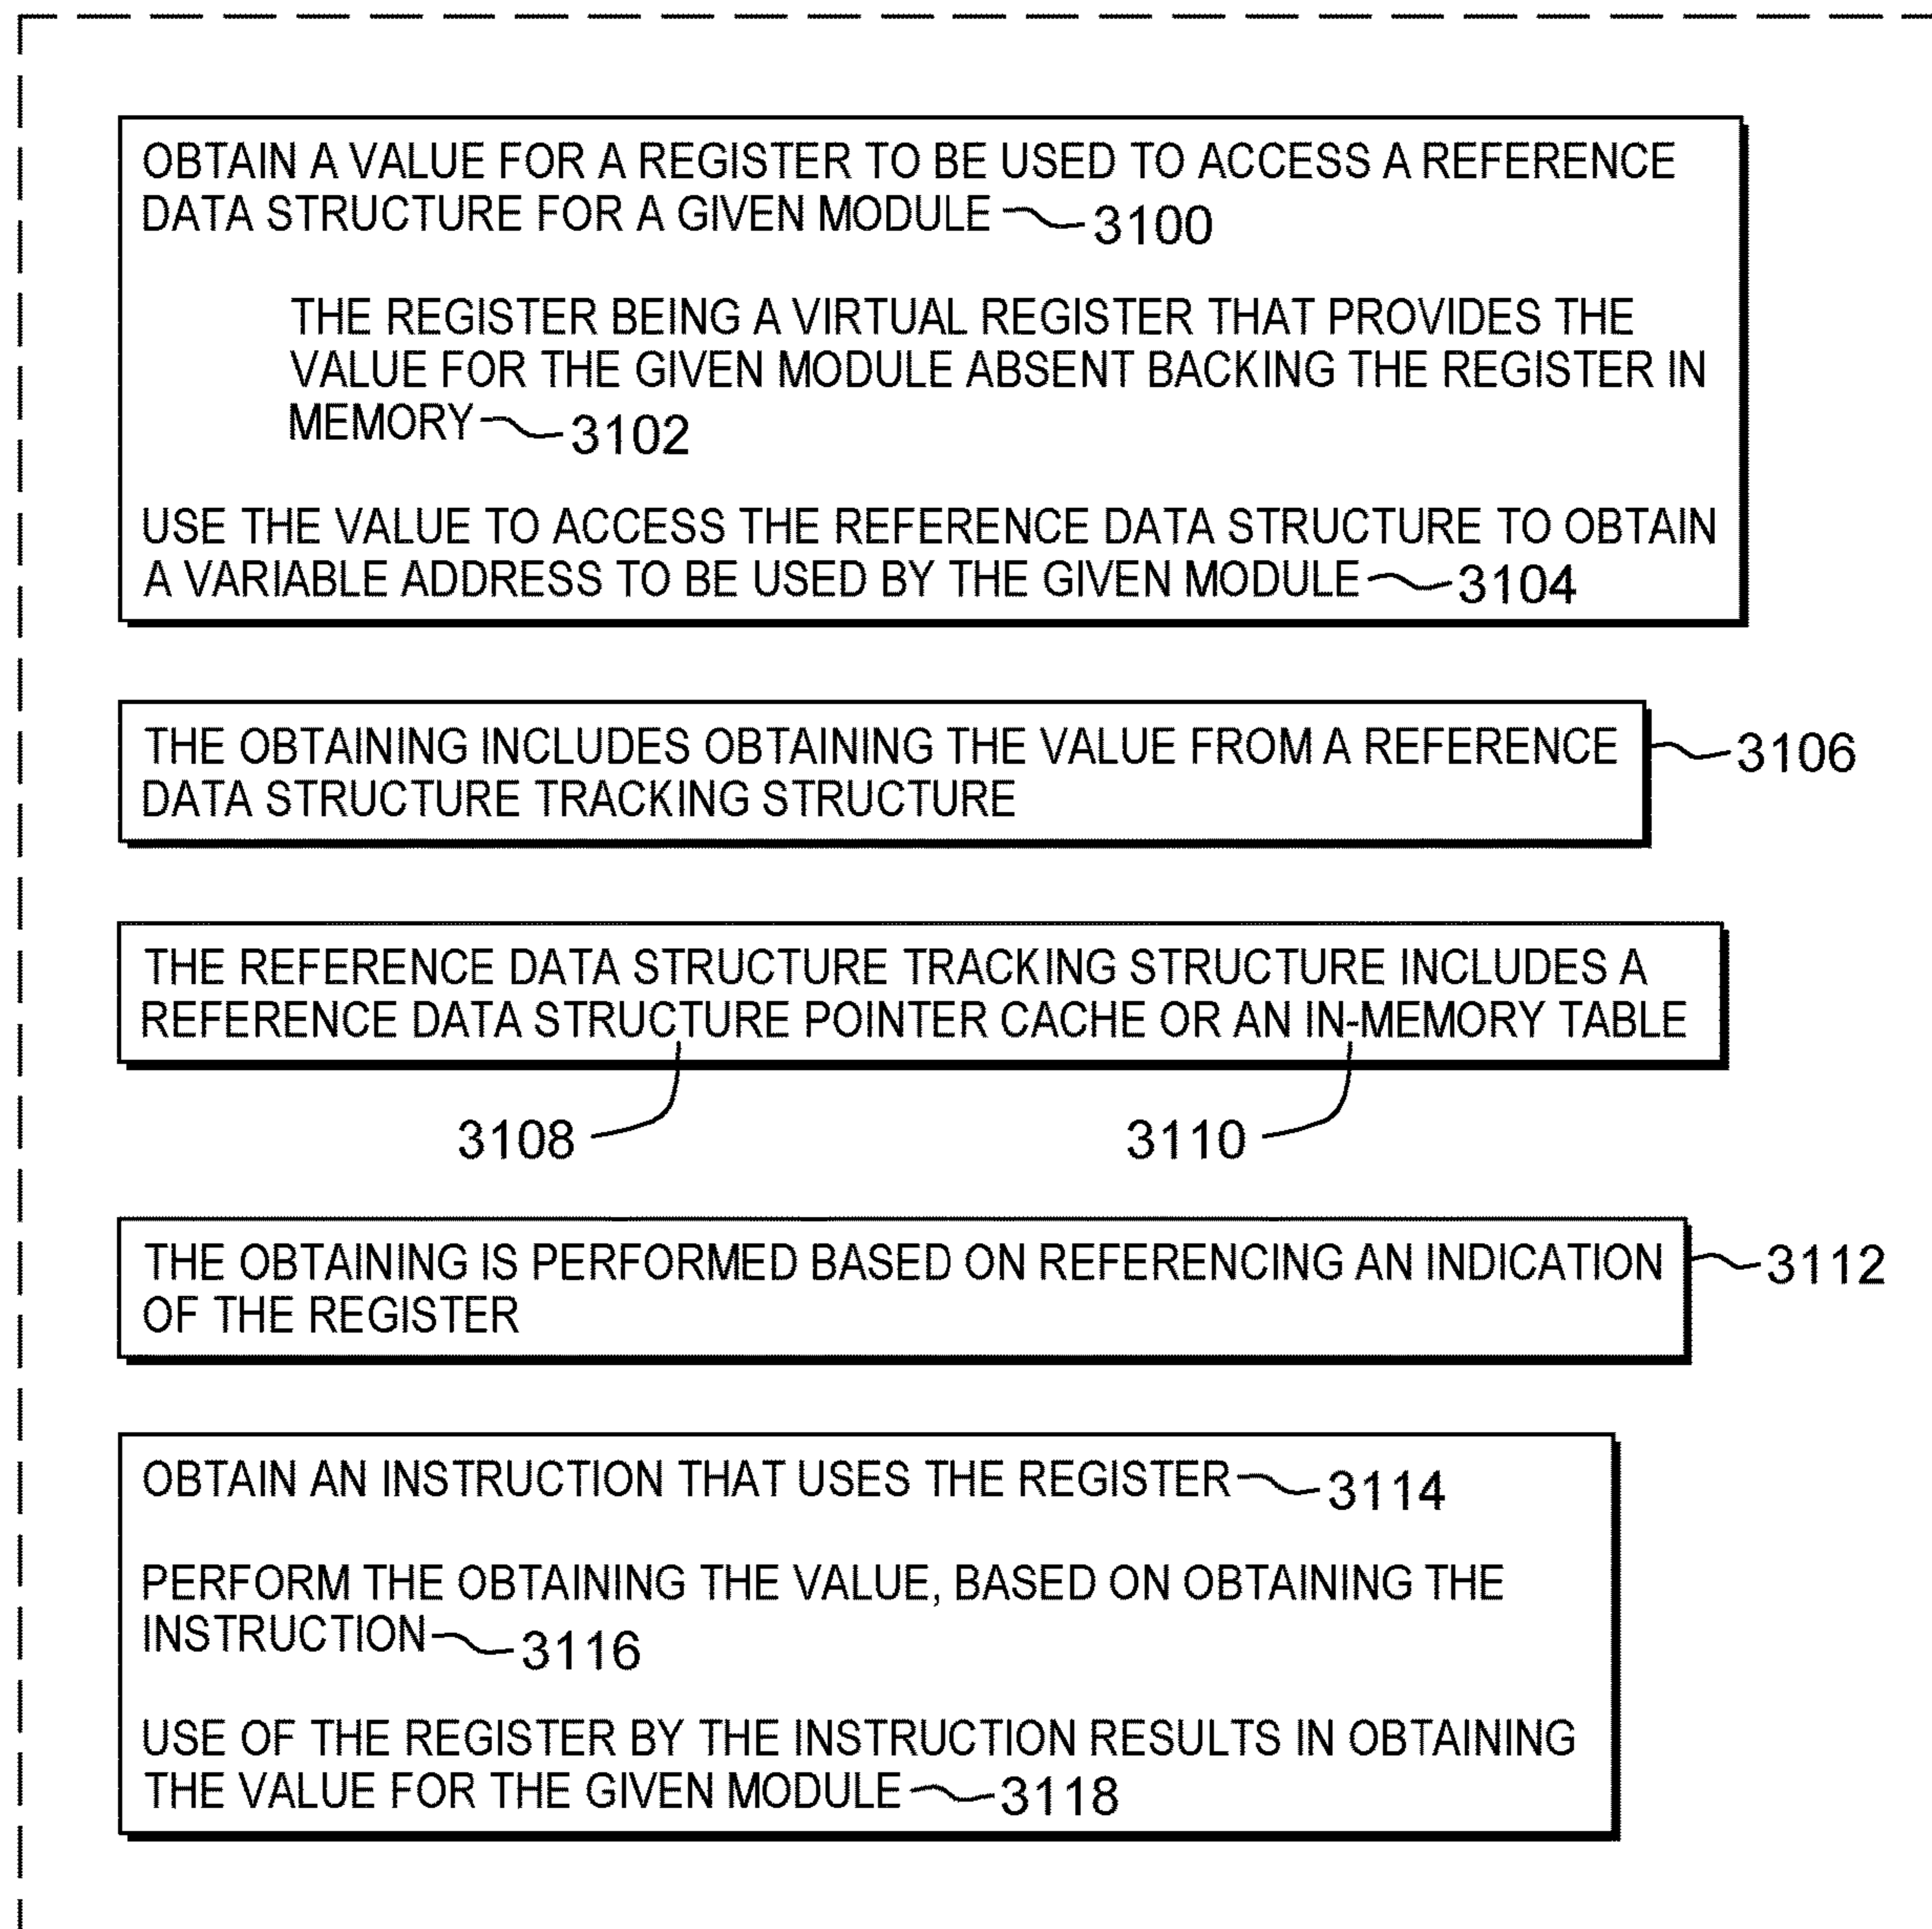 OBTAIN A VALUE FOR A REGISTER TO BE USED TO ACCESS A REFERENCE
DATA STRUCTURE FOR A GIVEN MODULE 3100
THE REGISTER BEING A VIRTUAL REGISTER THAT PROVIDES THE
VALUE FOR THE GIVEN MODULE ABSENT BACKING THE REGISTER IN
MEMORY 3102
USE THE VALUE TO ACCESS THE REFERENCE DATA STRUCTURE TO OBTAIN
A VARIABLE ADDRESS TO BE USED BY THE GIVEN MODULE 3104
THE OBTAINING INCLUDES OBTAINING THE VALUE FROM A REFERENCE 3106
DATA STRUCTURE TRACKING STRUCTURE
THE REFERENCE DATA STRUCTURE TRACKING STRUCTURE INCLUDES A
REFERENCE DATA STRUCTURE POINTER CACHE OR AN IN-MEMORY TABLE
3108 3110
THE OBTAINING IS PERFORMED BASED ON REFERENCING AN INDICATION 3112
OF THE REGISTER
OBTAIN AN INSTRUCTION THAT USES THE REGISTER 3114
PERFORM THE OBTAINING THE VALUE, BASED ON OBTAINING THE
INSTRUCTION 3116
USE OF THE REGISTER BY THE INSTRUCTION RESULTS IN OBTAINING
THE VALUE FOR THE GIVEN MODULE 3118